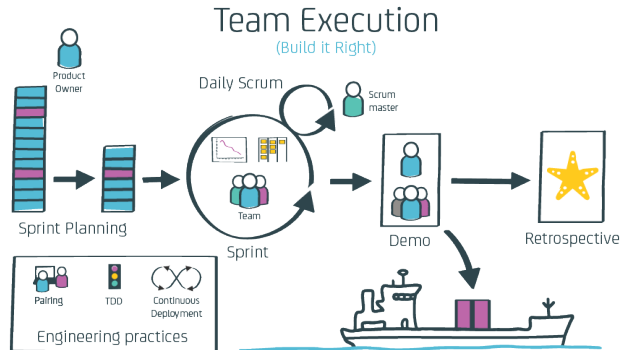 Team Execution
(Build it Right)
Product
Owner
Daily Scrum
Scrum
master
Team
Sprint Planning
Sprint
Demo
Retrospective
Pairing
TDD
Continuous
Deployment
Engineering practices